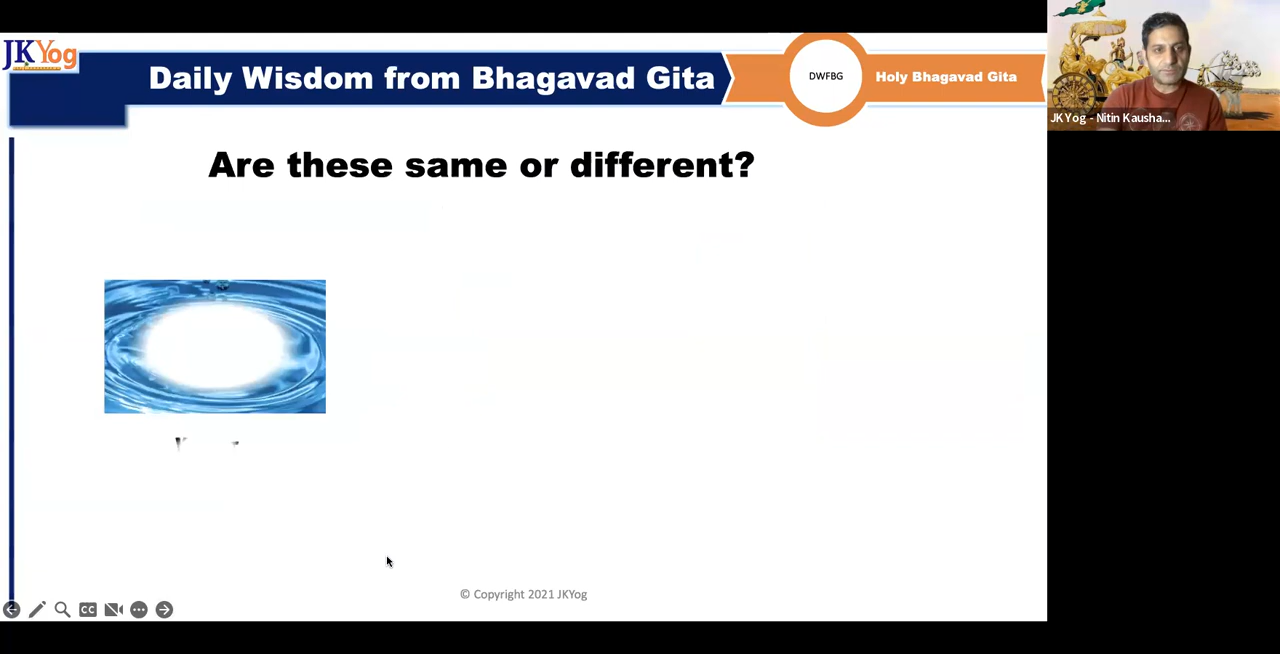 JKYog
Daily Wisdom from Bhagavad Gita
DWFBG
Holy Bhagavad Gita
JKYog - Nitin Kausha...
Are these same or different?
© Copyright 2021 JKYog
CC